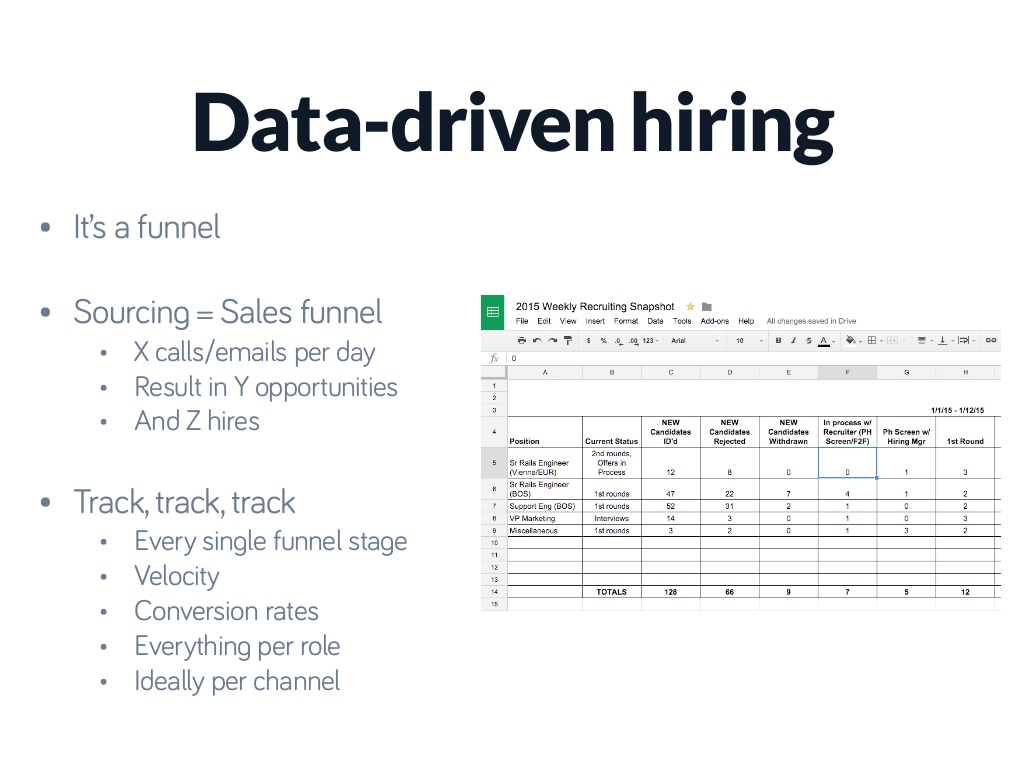 Data-driven hiring
• It's a funnel
• Sourcing = Sales funnel
• X calls/emails per day
• Result in Y opportunities
• And Z hires
• Track, track, track
• Every single funnel stage
• Velocity
• Conversion rates
• Everything per role
• Ideally per channel
2015 Weekly Recruiting Snapshot
File Edit View Insert Format Data Tools Add-ons Help All changes saved in Drive
$ % .0 .00 123 Arial 10 B I S A
fx 0
A B C D E F G H
1
2
3 1/1/15 - 1/12/15
4 Position Current Status NEW Candidates ID'd NEW Candidates Rejected NEW Candidates Withdrawn In process w/ Recruiter (PH Screen/F2F) Ph Screen w/ Hiring Mgr 1st Round
5 Sr Rails Engineer (Vienna/EUR) 2nd rounds, Offers in Process 12 8 0 0 1 3
6 Sr Rails Engineer (BOS) 1st rounds 47 22 7 4 1 2
7 Support Eng (BOS) 1st rounds 52 31 2 1 0 2
8 VP Marketing Interviews 14 3 0 1 0 3
9 Miscellaneous 1st rounds 3 2 0 1 3 2
10
11
12
13
14 TOTALS 128 66 9 7 5 12
15